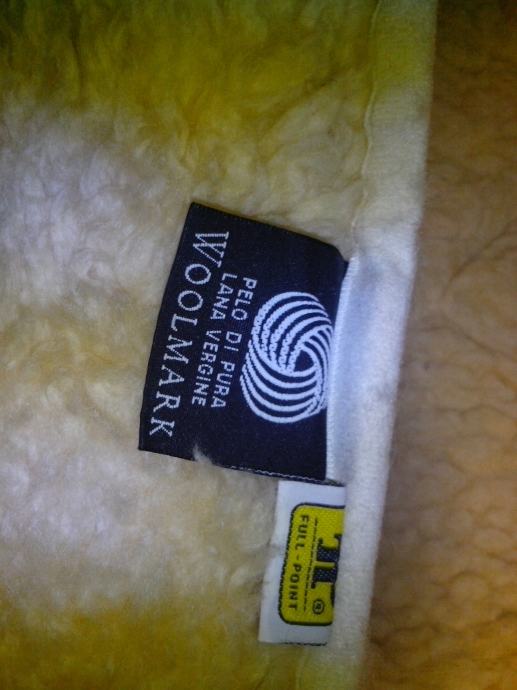 PELO DI PURA
LANA VERGINE
WOOLMARK
FULL-POINT
®